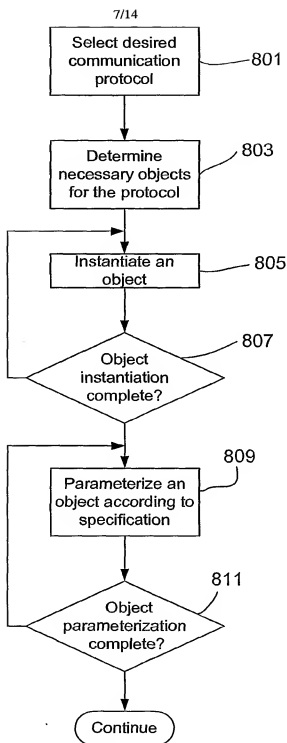 7/14
Select desired
communication
protocol
801
Determine
necessary objects
for the protocol
803
Instantiate an
object
805
Object
instantiation
complete?
807
Parameterize an
object according to
specification
809
Object
parameterization
complete?
811
Continue